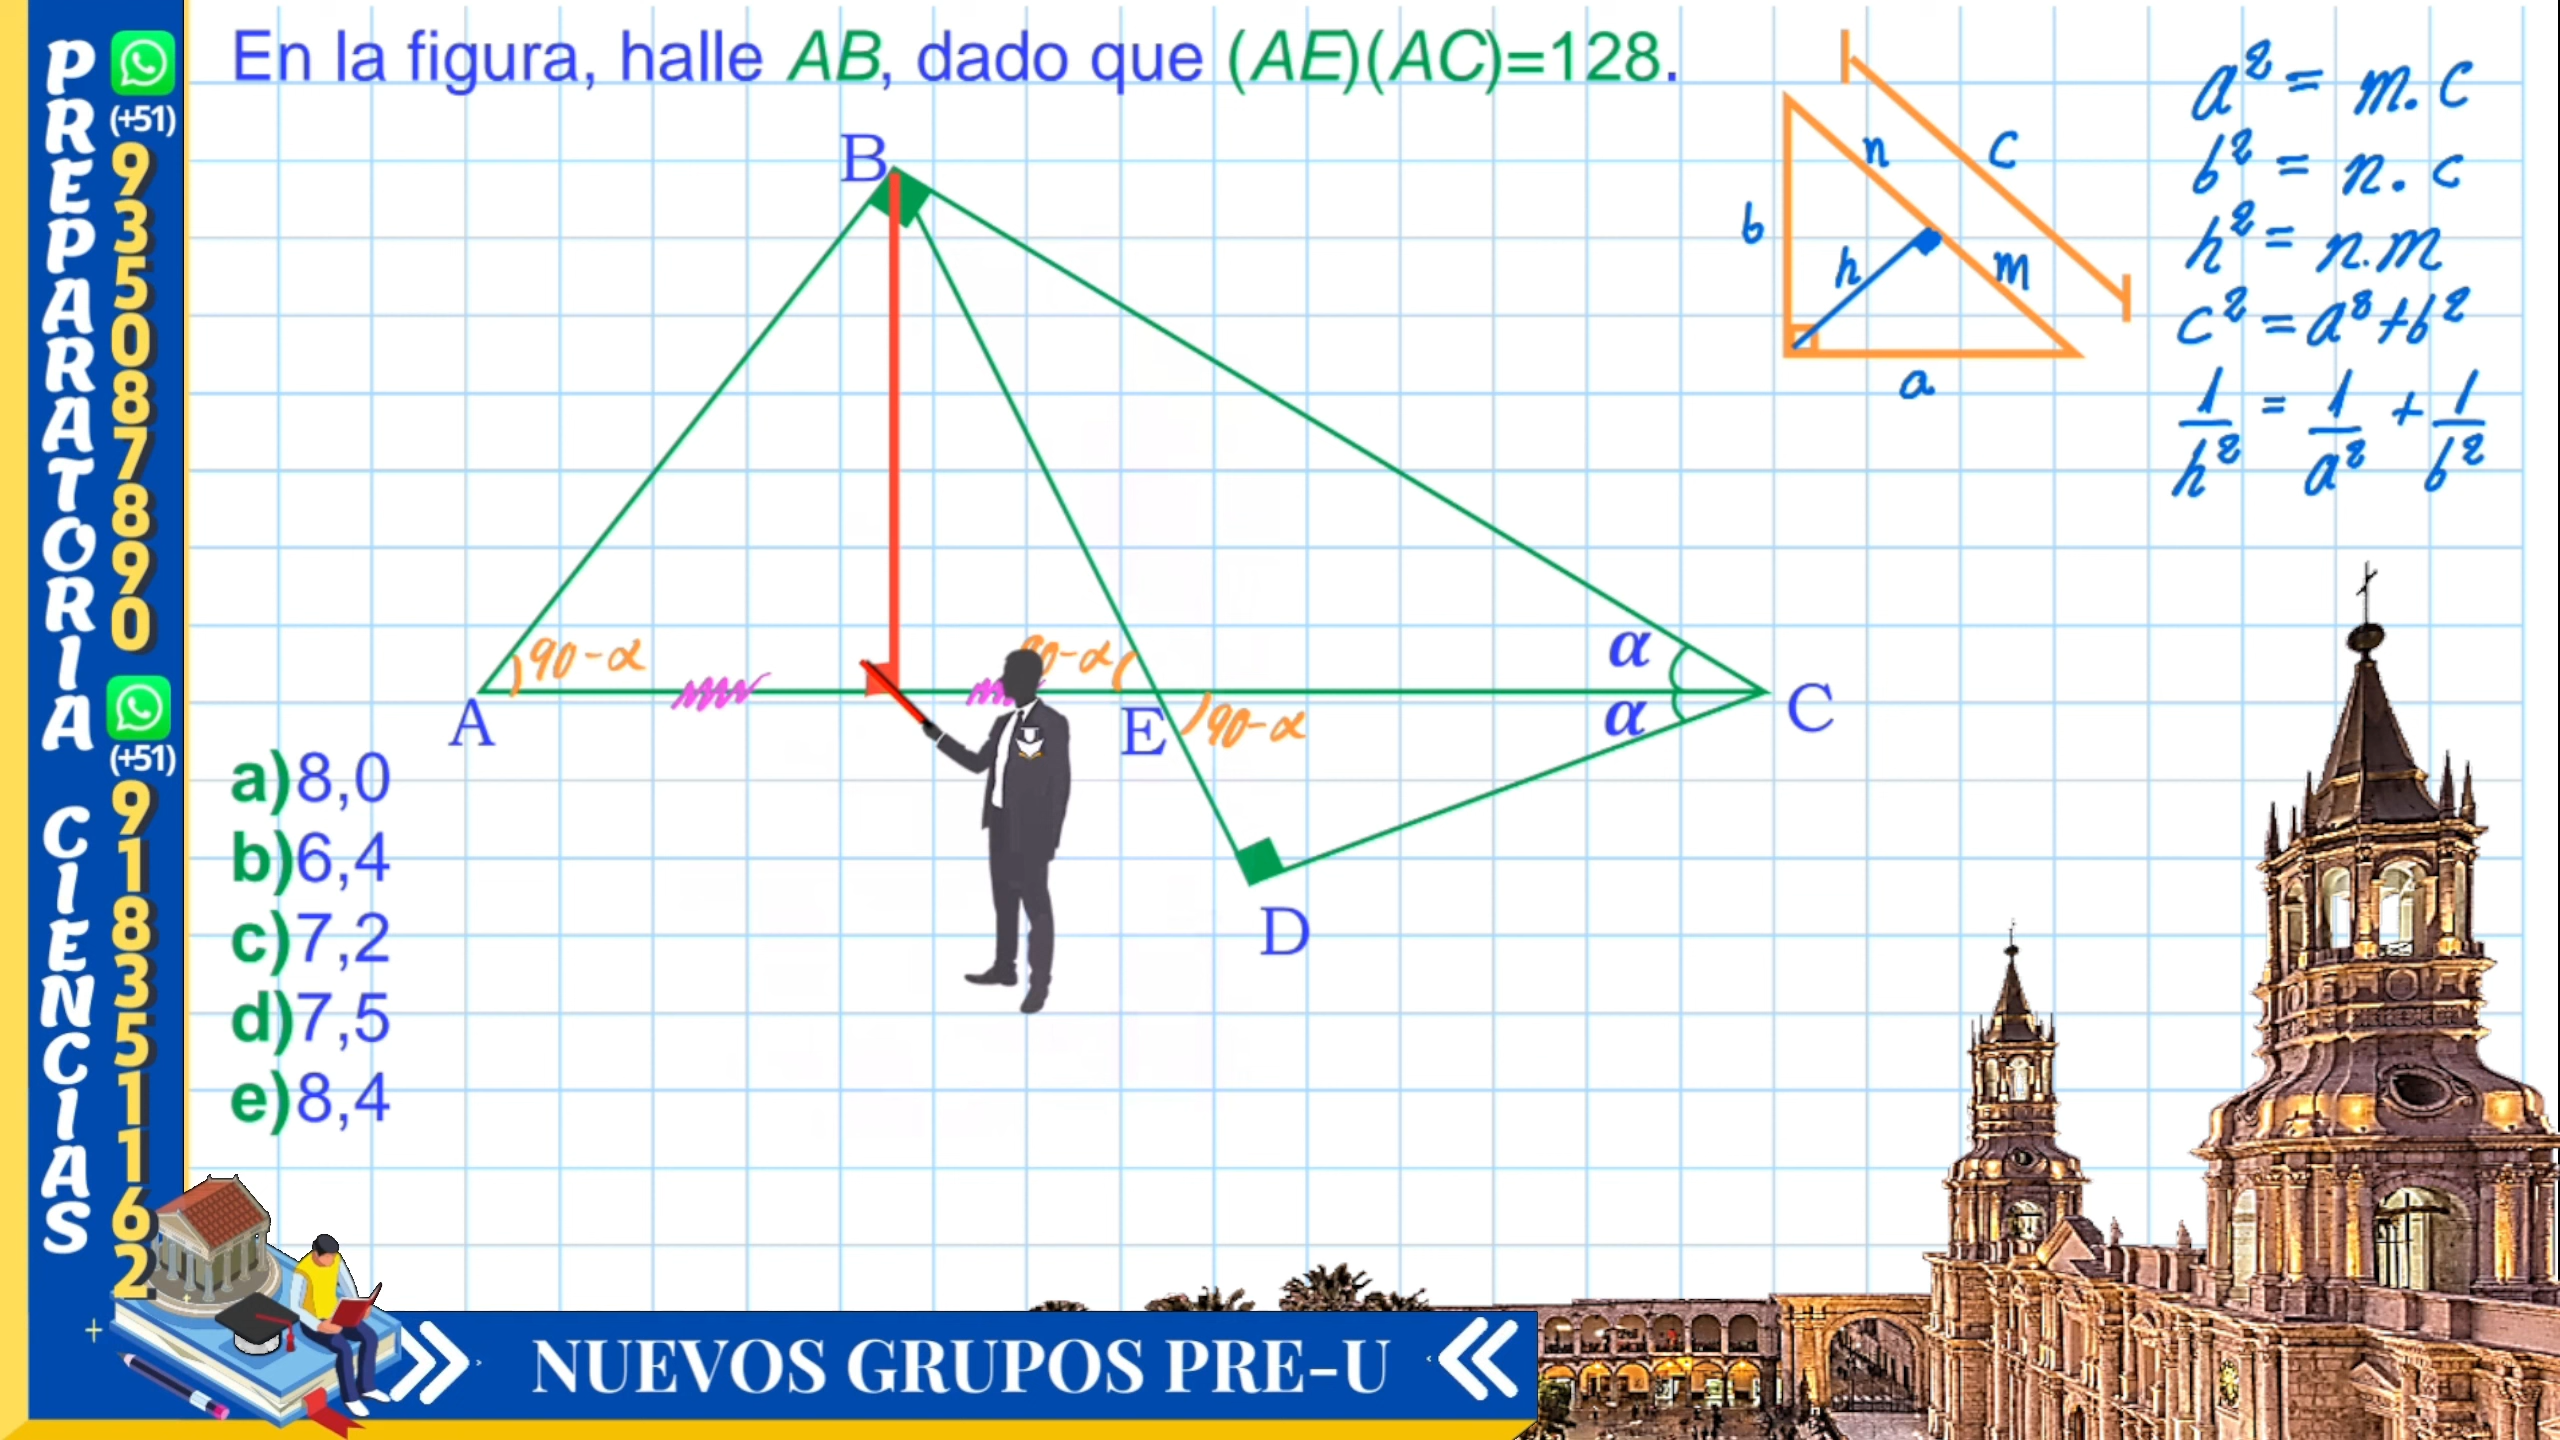 PREPARATORIA CIENCIAS
(+51)
935087890
(+51)
918351162
En la figura, halle AB, dado que (AE)(AC)=128.
B
A
E
C
D
90-α
90-α
α
α
a)8,0
b)6,4
c)7,2
d)7,5
e)8,4
n
c
b
h
m
a
a² = m.c
b² = n.c
h² = n.m
c² = a²+b²
1/h² = 1/a² + 1/b²
NUEVOS GRUPOS PRE-U